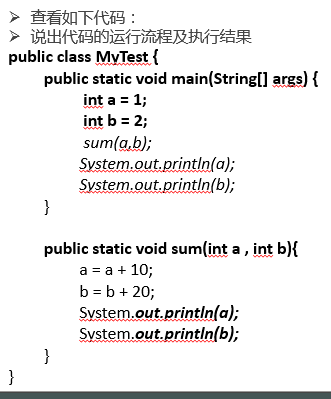 查看如下代码：
说出代码的运行流程及执行结果
public class MyTest {
public static void main(String[] args) {
int a = 1;
int b = 2;
sum(a,b);
System.out.println(a);
System.out.println(b);
}
public static void sum(int a , int b){
a = a + 10;
b = b + 20;
System.out.println(a);
System.out.println(b);
}
}